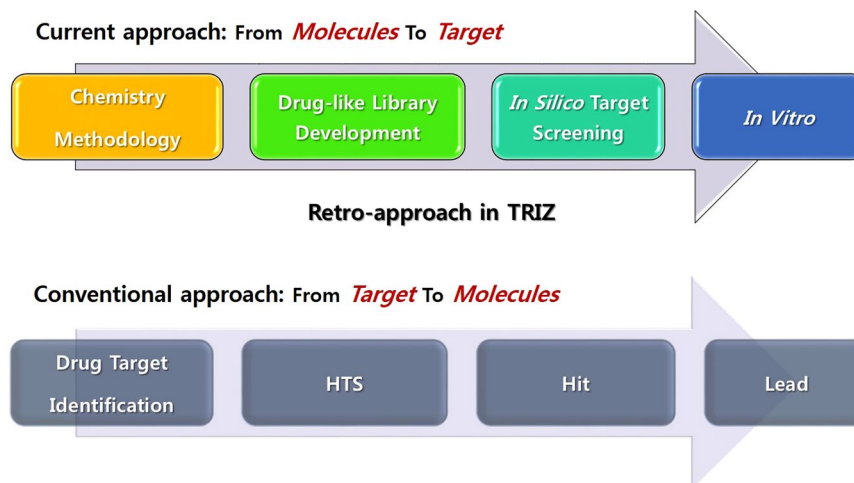 Current approach: From Molecules To Target
Chemistry
Methodology
Drug-like Library
Development
In Silico Target
Screening
In Vitro
Retro-approach in TRIZ
Conventional approach: From Target To Molecules
Drug Target
Identification
HTS
Hit
Lead